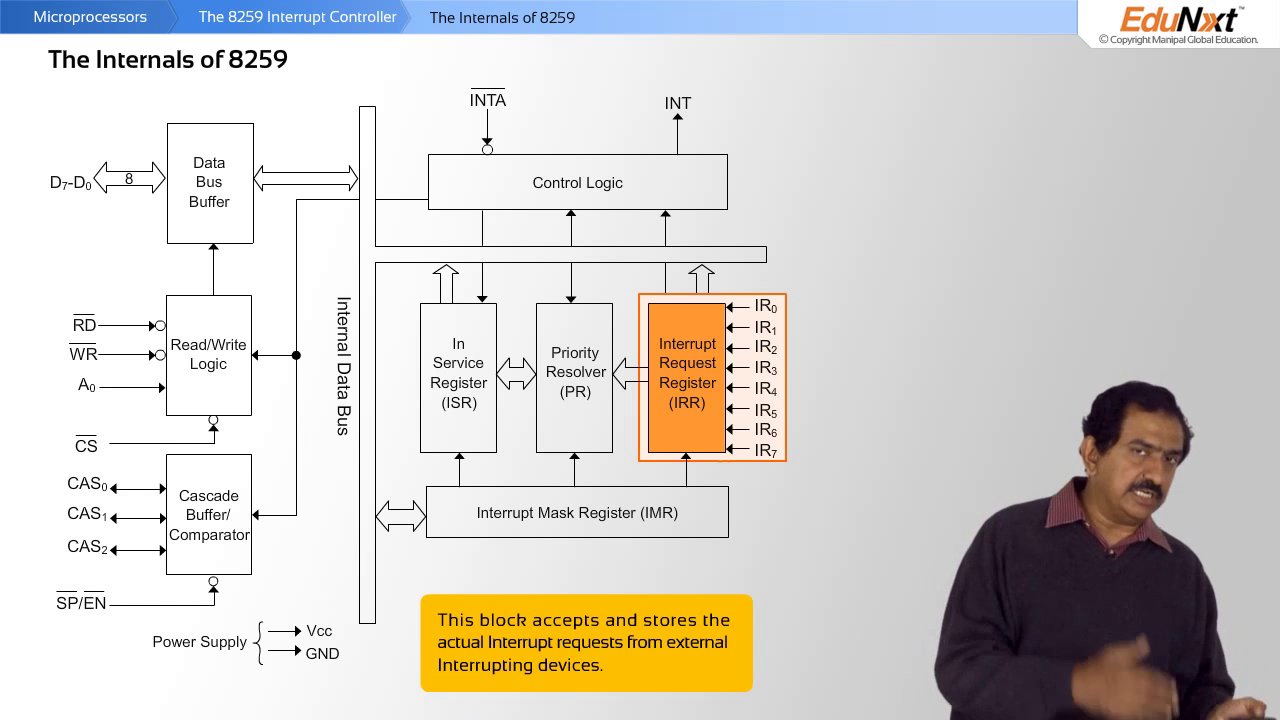 Microprocessors
The 8259 Interrupt Controller
The Internals of 8259
EduNxt™
© Copyright Manipal Global Education.
The Internals of 8259
INTA
INT
Control Logic
D7-D0
8
Data
Bus
Buffer
RD
WR
A0
CS
Read/Write
Logic
Internal Data Bus
In
Service
Register
(ISR)
Priority
Resolver
(PR)
Interrupt
Request
Register
(IRR)
IR0
IR1
IR2
IR3
IR4
IR5
IR6
IR7
CAS0
CAS1
CAS2
SP/EN
Cascade
Buffer/
Comparator
Interrupt Mask Register (IMR)
Power Supply
Vcc
GND
This block accepts and stores the
actual Interrupt requests from external
Interrupting devices.